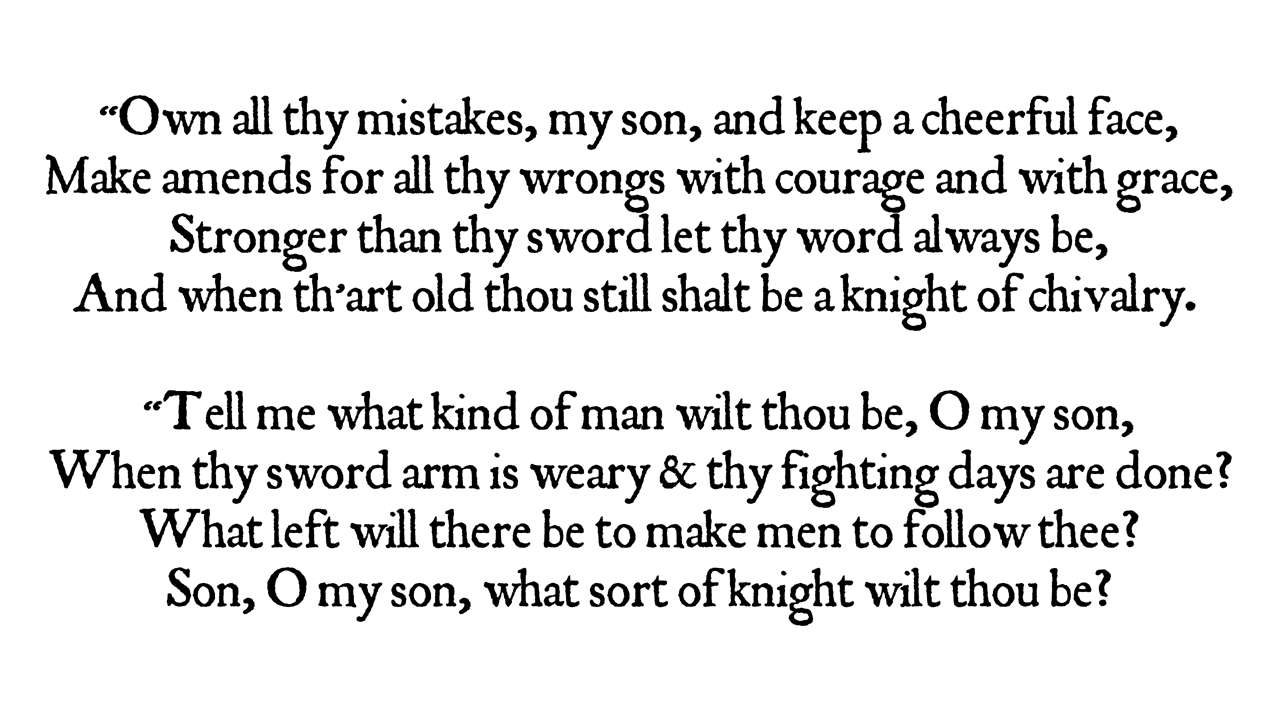 “Own all thy mistakes, my son, and keep a cheerful face,
Make amends for all thy wrongs with courage and with grace,
Stronger than thy sword let thy word always be,
And when th’art old thou still shalt be a knight of chivalry.
“Tell me what kind of man wilt thou be, O my son,
When thy sword arm is weary & thy fighting days are done?
What left will there be to make men to follow thee?
Son, O my son, what sort of knight wilt thou be?